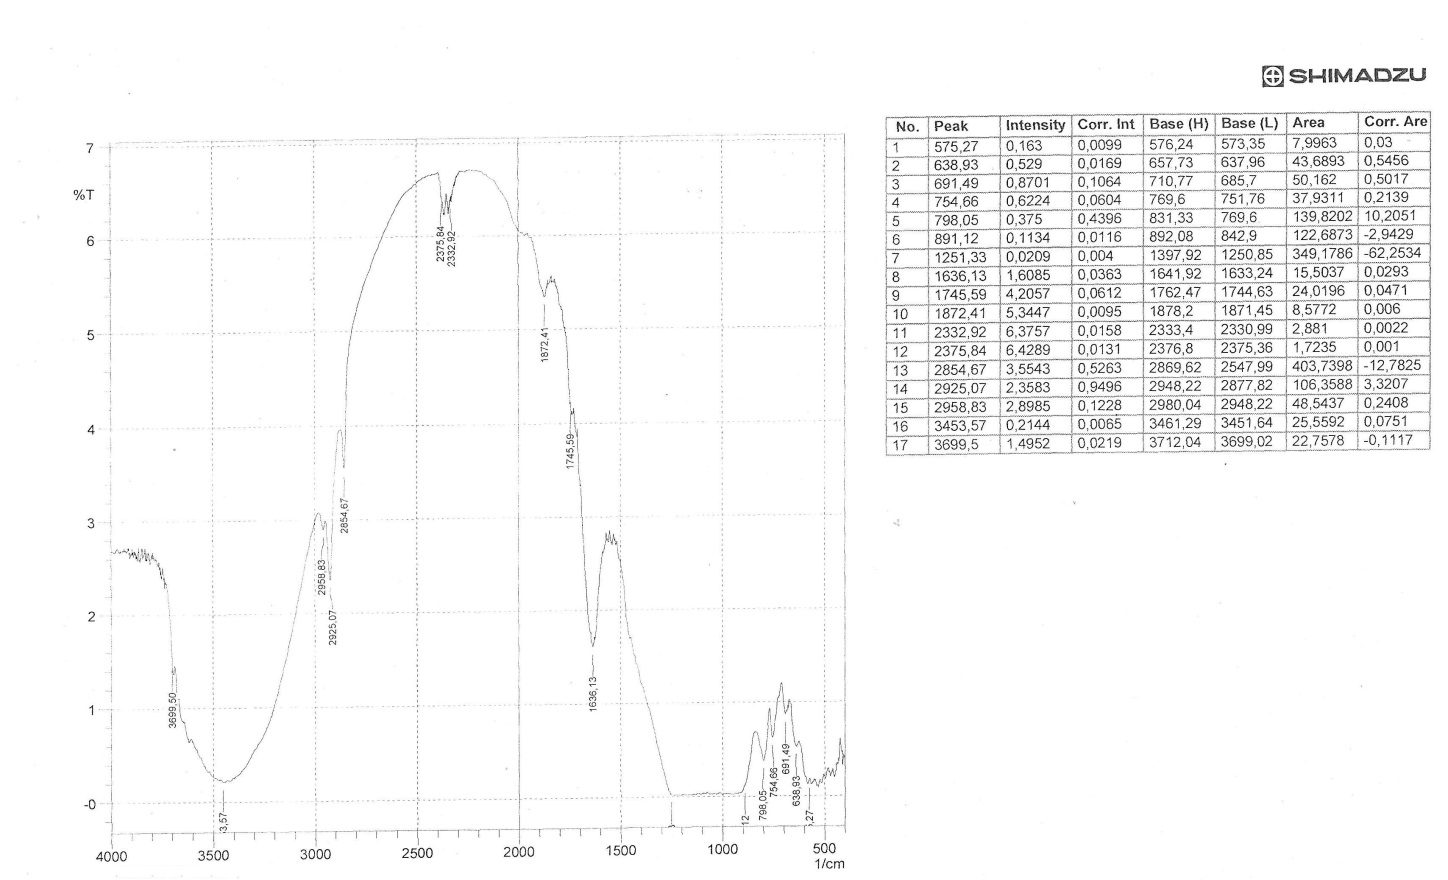 SHIMADZU
No. Peak Intensity Corr. Int Base (H) Base (L) Area Corr. Are
1 575,27 0,163 0,0099 576,24 573,35 7,9963 0,03
2 638,93 0,529 0,0169 657,73 637,96 43,6893 0,5456
3 691,49 0,8701 0,1064 710,77 685,7 50,162 0,5017
4 754,66 0,6224 0,0604 769,6 751,76 37,9311 0,2139
5 798,05 0,375 0,4396 831,33 769,6 139,8202 10,2051
6 891,12 0,1134 0,0116 892,08 842,9 122,6873 -2,9429
7 1251,33 0,0209 0,004 1397,92 1250,85 349,1786 -62,2534
8 1636,13 1,6085 0,0363 1641,92 1633,24 15,5037 0,0293
9 1745,59 4,2057 0,0612 1762,47 1744,63 24,0196 0,0471
10 1872,41 5,3447 0,0095 1878,2 1871,45 8,5772 0,006
11 2332,92 6,3757 0,0158 2333,4 2330,99 2,881 0,0022
12 2375,84 6,4289 0,0131 2376,8 2375,36 1,7235 0,001
13 2854,67 3,5543 0,5263 2869,62 2547,99 403,7398 -12,7825
14 2925,07 2,3583 0,9496 2948,22 2877,82 106,3588 3,3207
15 2958,83 2,8985 0,1228 2980,04 2948,22 48,5437 0,2408
16 3453,57 0,2144 0,0065 3461,29 3451,64 25,5592 0,0751
17 3699,5 1,4952 0,0219 3712,04 3699,02 22,7578 -0,1117
7
%T
6
5
4
3
2
1
-0
3699,50
3,57
2958,83
2925,07
2854,67
2375,84
2332,92
1872,41
1745,59
1636,13
12
798,05
754,66
691,49
638,93
,27
4000 3500 3000 2500 2000 1500 1000 500
1/cm